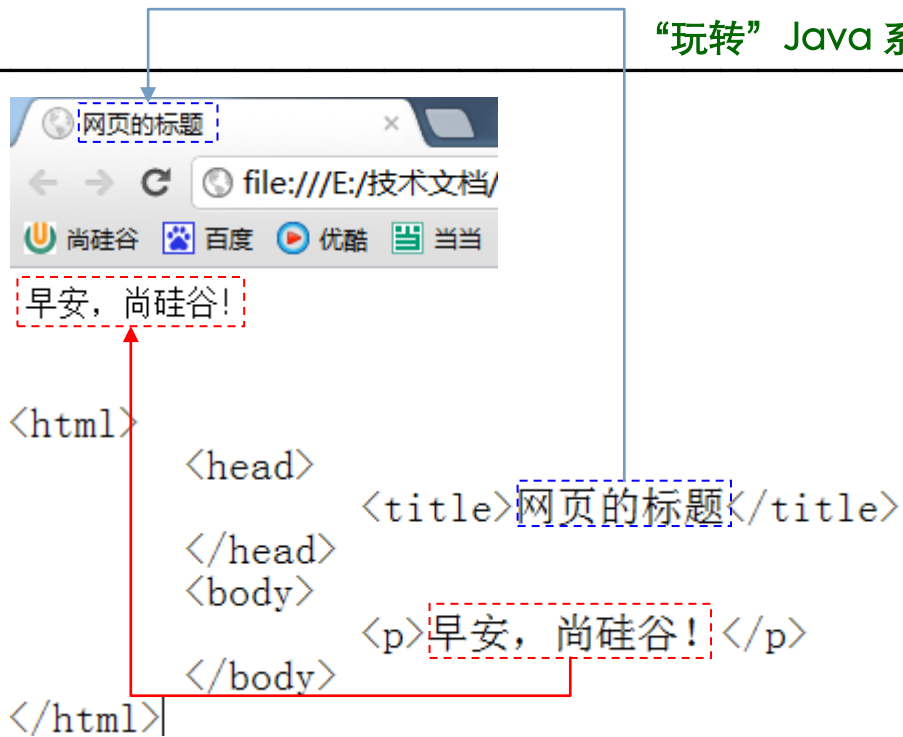 “玩转”Java 系
网页的标题 ×
file:///E:/技术文档/
尚硅谷 百度 优酷 当当
早安，尚硅谷！
<html>
<head>
<title>网页的标题</title>
</head>
<body>
<p>早安，尚硅谷！</p>
</body>
</html>